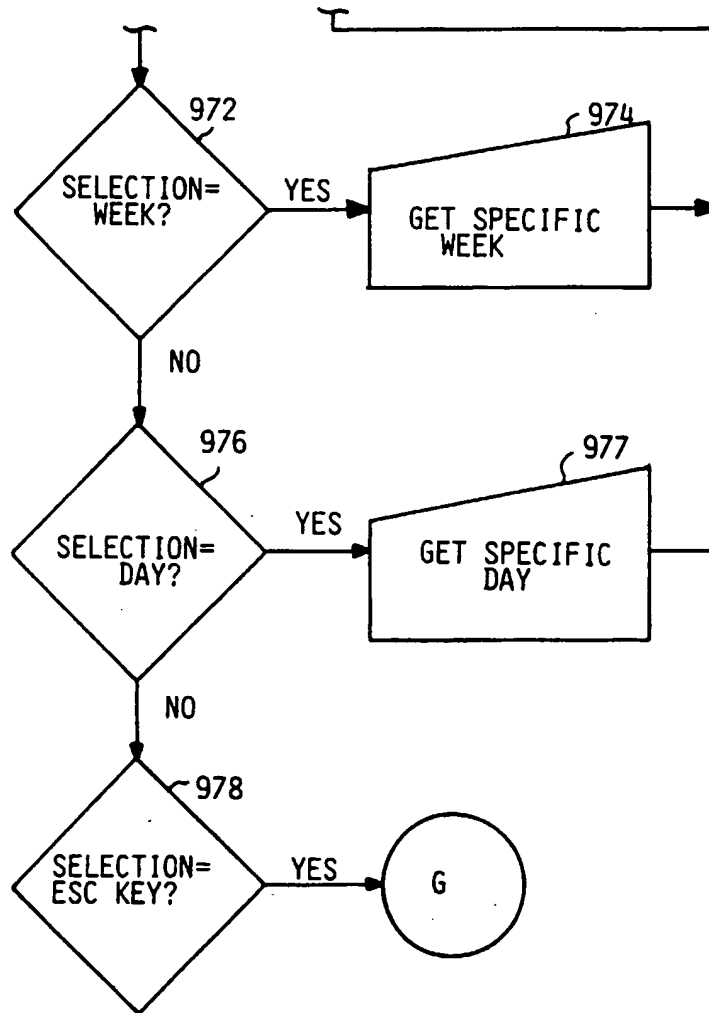 972
SELECTION=
WEEK?
YES
974
GET SPECIFIC
WEEK
NO
976
SELECTION=
DAY?
YES
977
GET SPECIFIC
DAY
NO
978
SELECTION=
ESC KEY?
YES
G